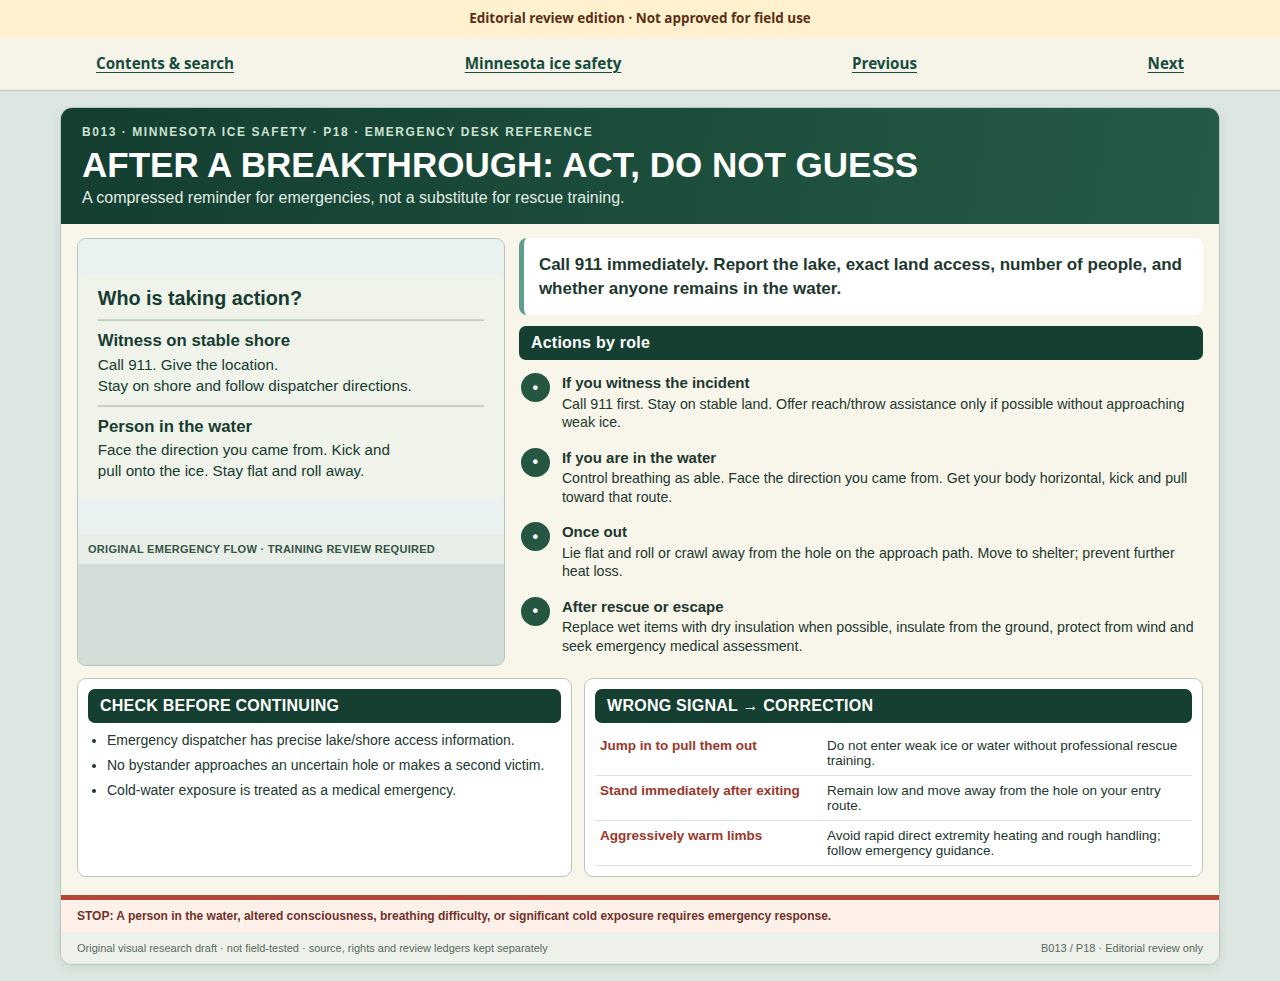 Editorial review edition · Not approved for field use
Contents & search
Minnesota ice safety
Previous
Next
B013 · MINNESOTA ICE SAFETY · P18 · EMERGENCY DESK REFERENCE
AFTER A BREAKTHROUGH: ACT, DO NOT GUESS
A compressed reminder for emergencies, not a substitute for rescue training.
Who is taking action?
Witness on stable shore
Call 911. Give the location.
Stay on shore and follow dispatcher directions.
Person in the water
Face the direction you came from. Kick and
pull onto the ice. Stay flat and roll away.
ORIGINAL EMERGENCY FLOW · TRAINING REVIEW REQUIRED
Call 911 immediately. Report the lake, exact land access, number of people, and
whether anyone remains in the water.
Actions by role
If you witness the incident
Call 911 first. Stay on stable land. Offer reach/throw assistance only if possible without approaching
weak ice.
If you are in the water
Control breathing as able. Face the direction you came from. Get your body horizontal, kick and pull
toward that route.
Once out
Lie flat and roll or crawl away from the hole on the approach path. Move to shelter; prevent further
heat loss.
After rescue or escape
Replace wet items with dry insulation when possible, insulate from the ground, protect from wind and
seek emergency medical assessment.
CHECK BEFORE CONTINUING
• Emergency dispatcher has precise lake/shore access information.
• No bystander approaches an uncertain hole or makes a second victim.
• Cold-water exposure is treated as a medical emergency.
WRONG SIGNAL → CORRECTION
Jump in to pull them out
Do not enter weak ice or water without professional rescue
training.
Stand immediately after exiting
Remain low and move away from the hole on your entry
route.
Aggressively warm limbs
Avoid rapid direct extremity heating and rough handling;
follow emergency guidance.
STOP: A person in the water, altered consciousness, breathing difficulty, or significant cold exposure requires emergency response.
Original visual research draft · not field-tested · source, rights and review ledgers kept separately
B013 / P18 · Editorial review only